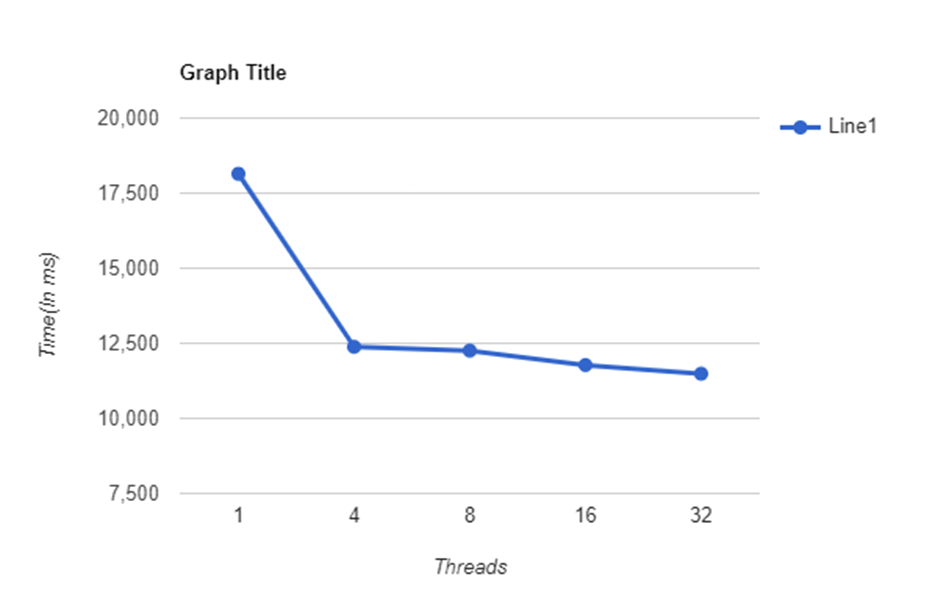 Graph Title
Line1
20,000
17,500
15,000
12,500
10,000
7,500
Time(in ms)
1 4 8 16 32
Threads